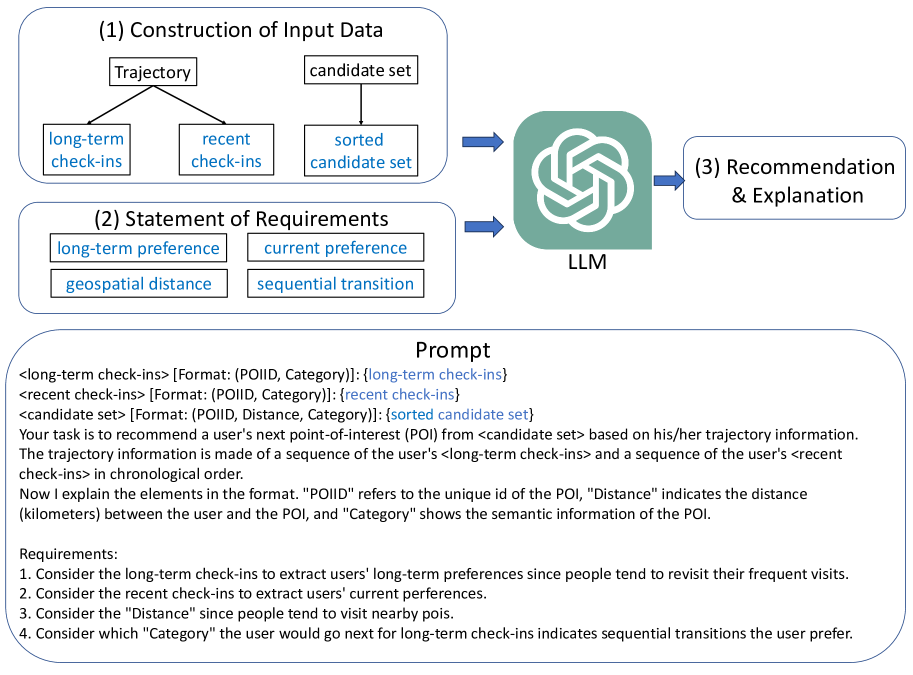 (1) Construction of Input Data
Trajectory
candidate set
long-term
check-ins
recent
check-ins
sorted
candidate set
(2) Statement of Requirements
long-term preference
current preference
geospatial distance
sequential transition
LLM
(3) Recommendation
& Explanation
Prompt
<long-term check-ins> [Format: (POIID, Category)]: {long-term check-ins}
<recent check-ins> [Format: (POIID, Category)]: {recent check-ins}
<candidate set> [Format: (POIID, Distance, Category)]: {sorted candidate set}
Your task is to recommend a user's next point-of-interest (POI) from <candidate set> based on his/her trajectory information.
The trajectory information is made of a sequence of the user's <long-term check-ins> and a sequence of the user's <recent
check-ins> in chronological order.
Now I explain the elements in the format. "POIID" refers to the unique id of the POI, "Distance" indicates the distance
(kilometers) between the user and the POI, and "Category" shows the semantic information of the POI.
Requirements:
1. Consider the long-term check-ins to extract users' long-term preferences since people tend to revisit their frequent visits.
2. Consider the recent check-ins to extract users' current perferences.
3. Consider the "Distance" since people tend to visit nearby pois.
4. Consider which "Category" the user would go next for long-term check-ins indicates sequential transitions the user prefer.